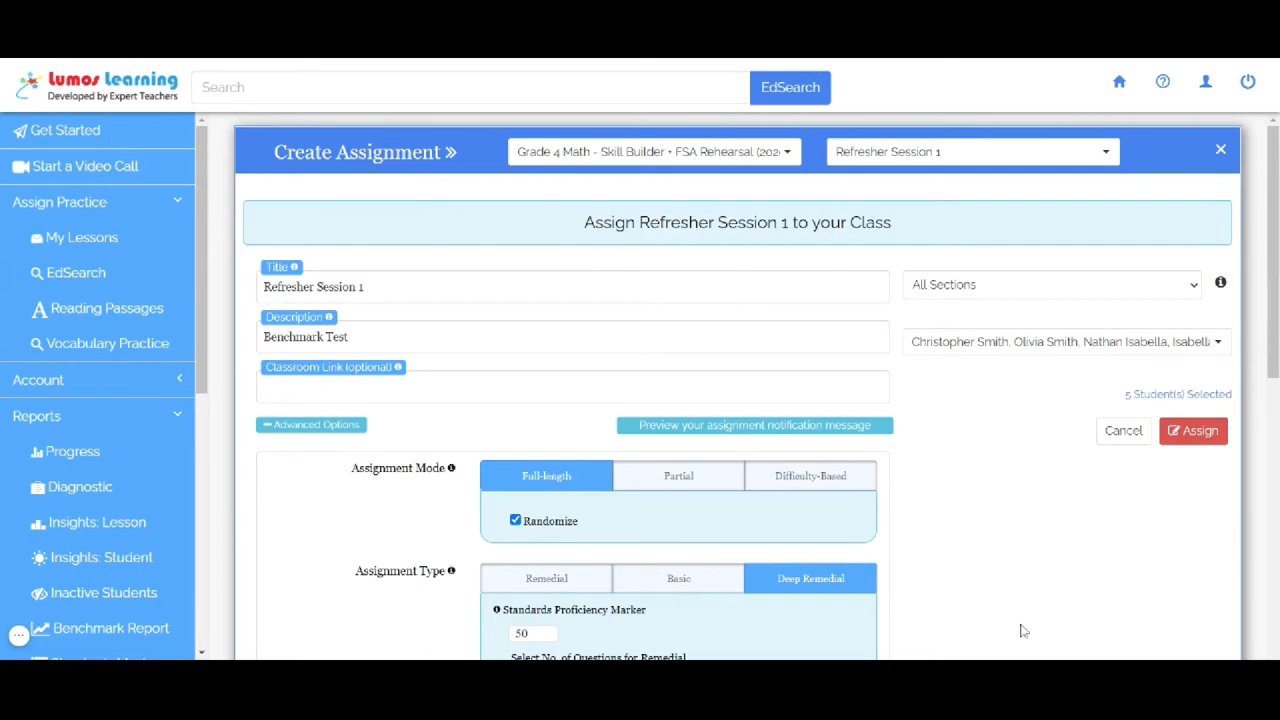 Lumos Learning
Developed by Expert Teachers
Search
EdSearch
Get Started
Start a Video Call
Assign Practice
My Lessons
EdSearch
Reading Passages
Vocabulary Practice
Account
Reports
Progress
Diagnostic
Insights: Lesson
Insights: Student
Inactive Students
Benchmark Report
Create Assignment »
Grade 4 Math - Skill Builder + FSA Rehearsal (202
Refresher Session 1
Assign Refresher Session 1 to your Class
Title
Refresher Session 1
All Sections
Description
Benchmark Test
Christopher Smith, Olivia Smith, Nathan Isabella, Isabella
Classroom Link (optional)
5 Student(s) Selected
Advanced Options
Preview your assignment notification message
Cancel
Assign
Assignment Mode
Full-length
Partial
Difficulty-Based
Randomize
Assignment Type
Remedial
Basic
Deep Remedial
Standards Proficiency Marker
50
Select No. of Questions for Remedial